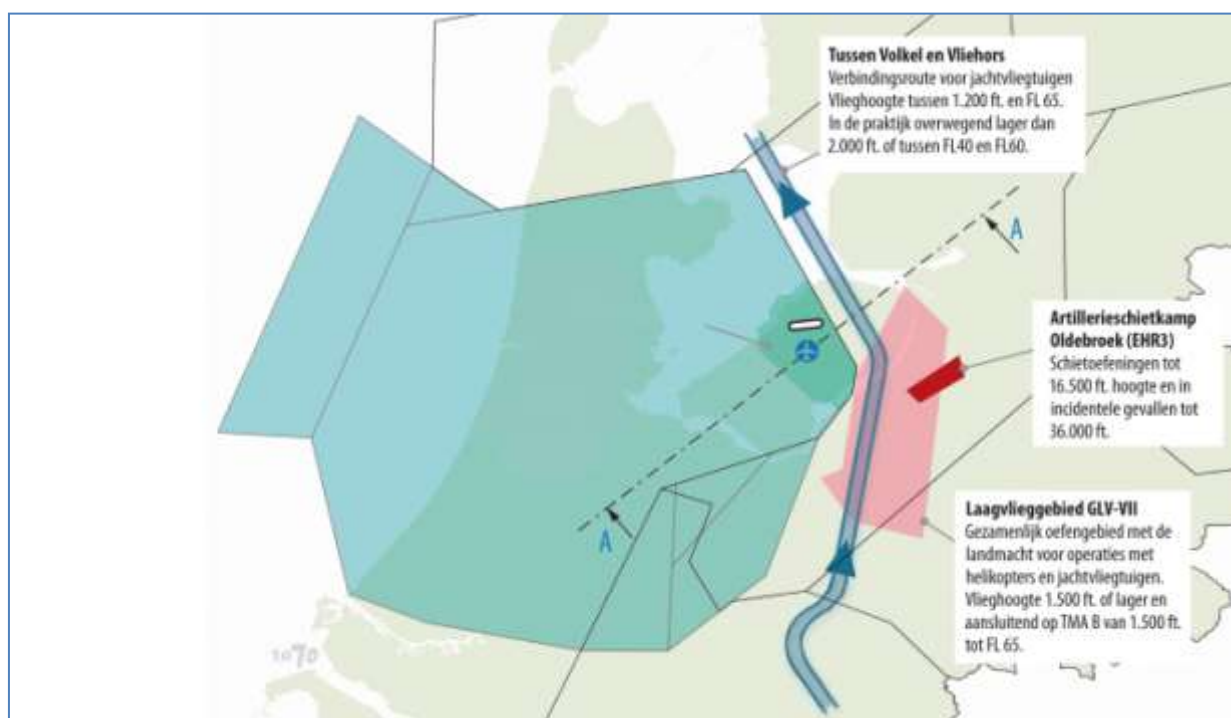 Tussen Volkel en Vliehors
Verbindingsroute voor jachtvliegtuigen
Vlieghoogte tussen 1.200 ft. en FL 65.
In de praktijk overwegend lager dan
2.000 ft. of tussen FL40 en FL60.
A
Artillerieschietkamp
Oldebroek (EHR3)
Schietoefeningen tot
16.500 ft. hoogte en in
incidentele gevallen tot
36.000 ft.
A
Laagvlieggebied GLV-VII
Gezamenlijk oefengebied met de
landmacht voor operaties met
helikopters en jachtvliegtuigen.
Vlieghoogte 1.500 ft. of lager en
aansluitend op TMA B van 1.500 ft.
tot FL 65.